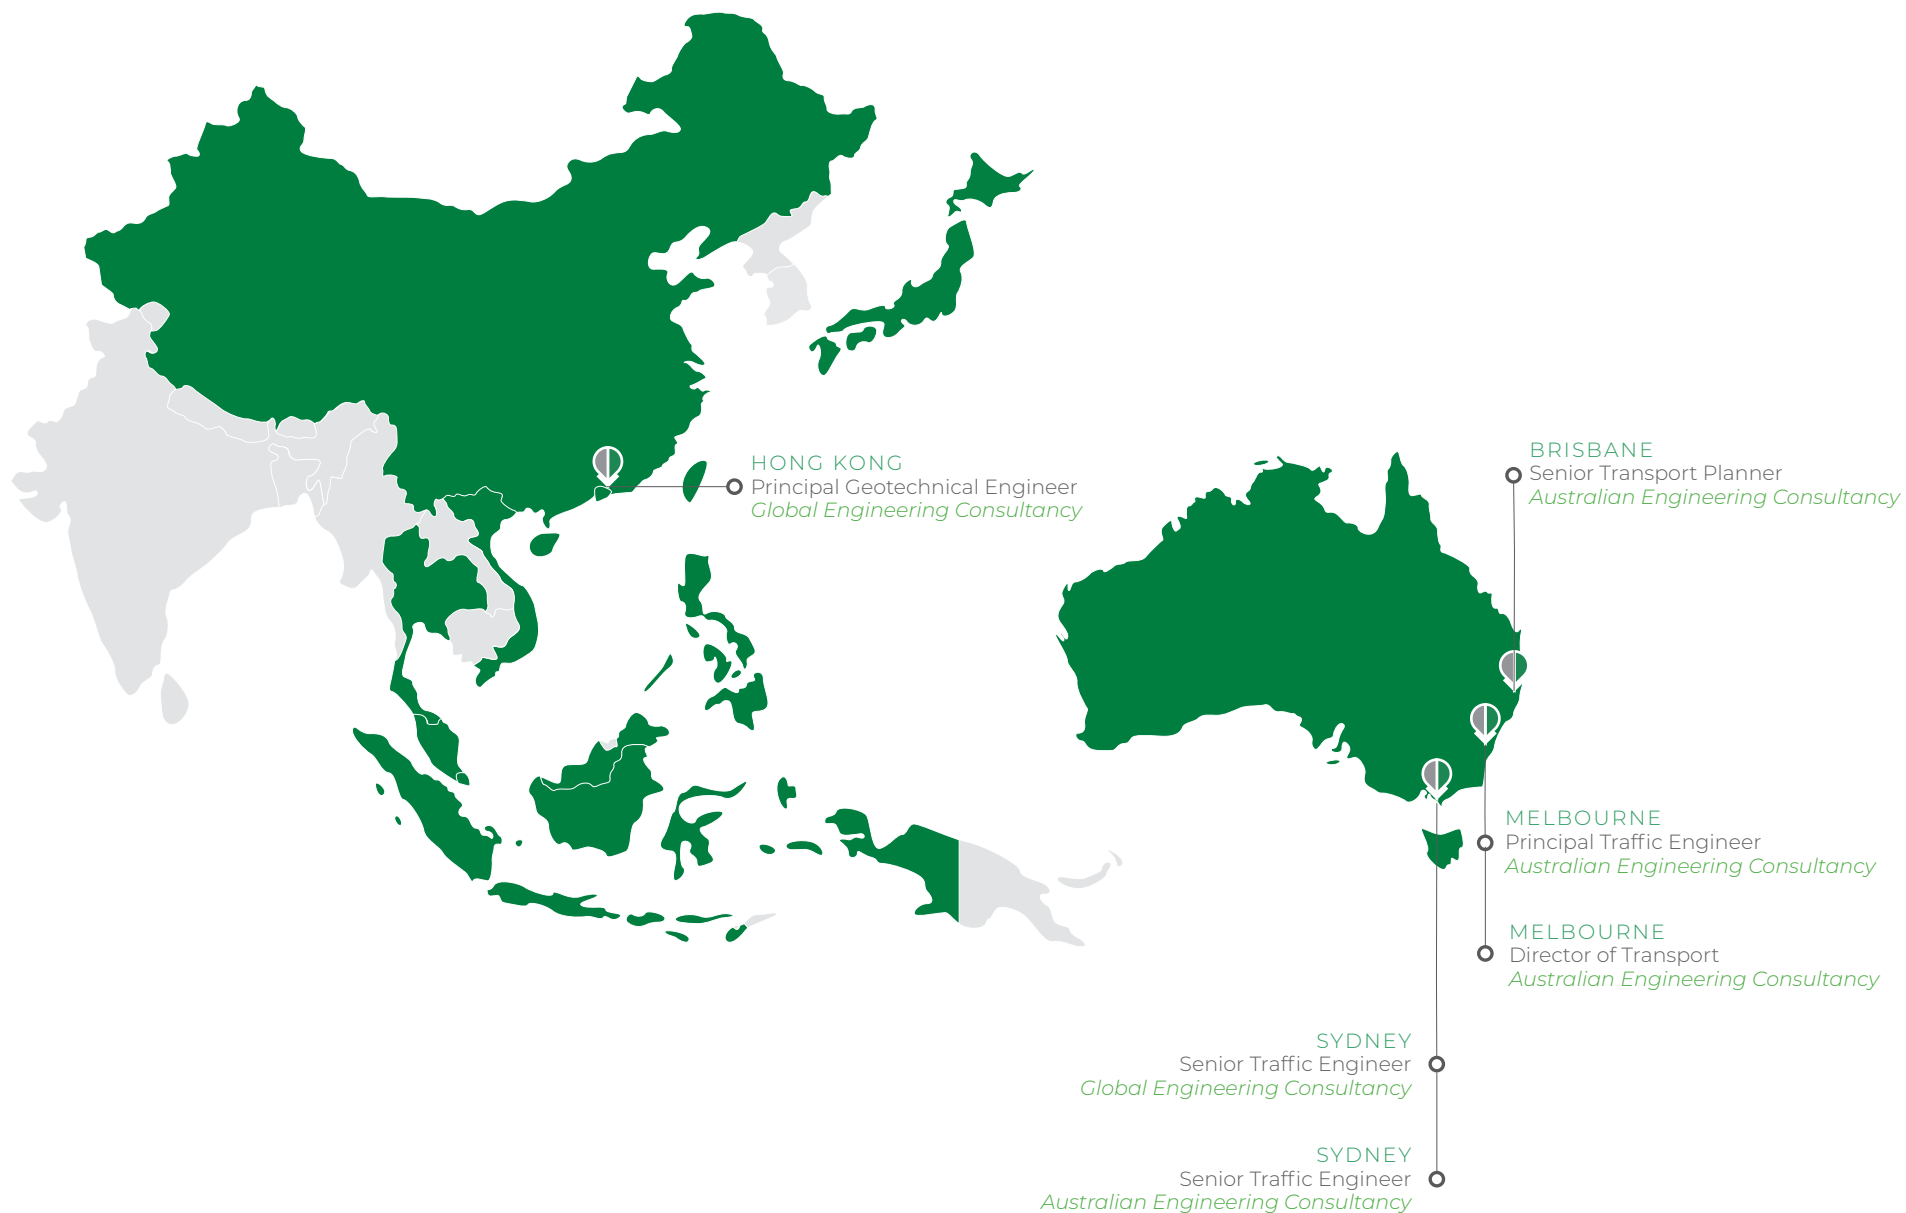 HONG KONG
Principal Geotechnical Engineer
Global Engineering Consultancy
BRISBANE
Senior Transport Planner
Australian Engineering Consultancy
MELBOURNE
Principal Traffic Engineer
Australian Engineering Consultancy
MELBOURNE
Director of Transport
Australian Engineering Consultancy
SYDNEY
Senior Traffic Engineer
Global Engineering Consultancy
SYDNEY
Senior Traffic Engineer
Australian Engineering Consultancy